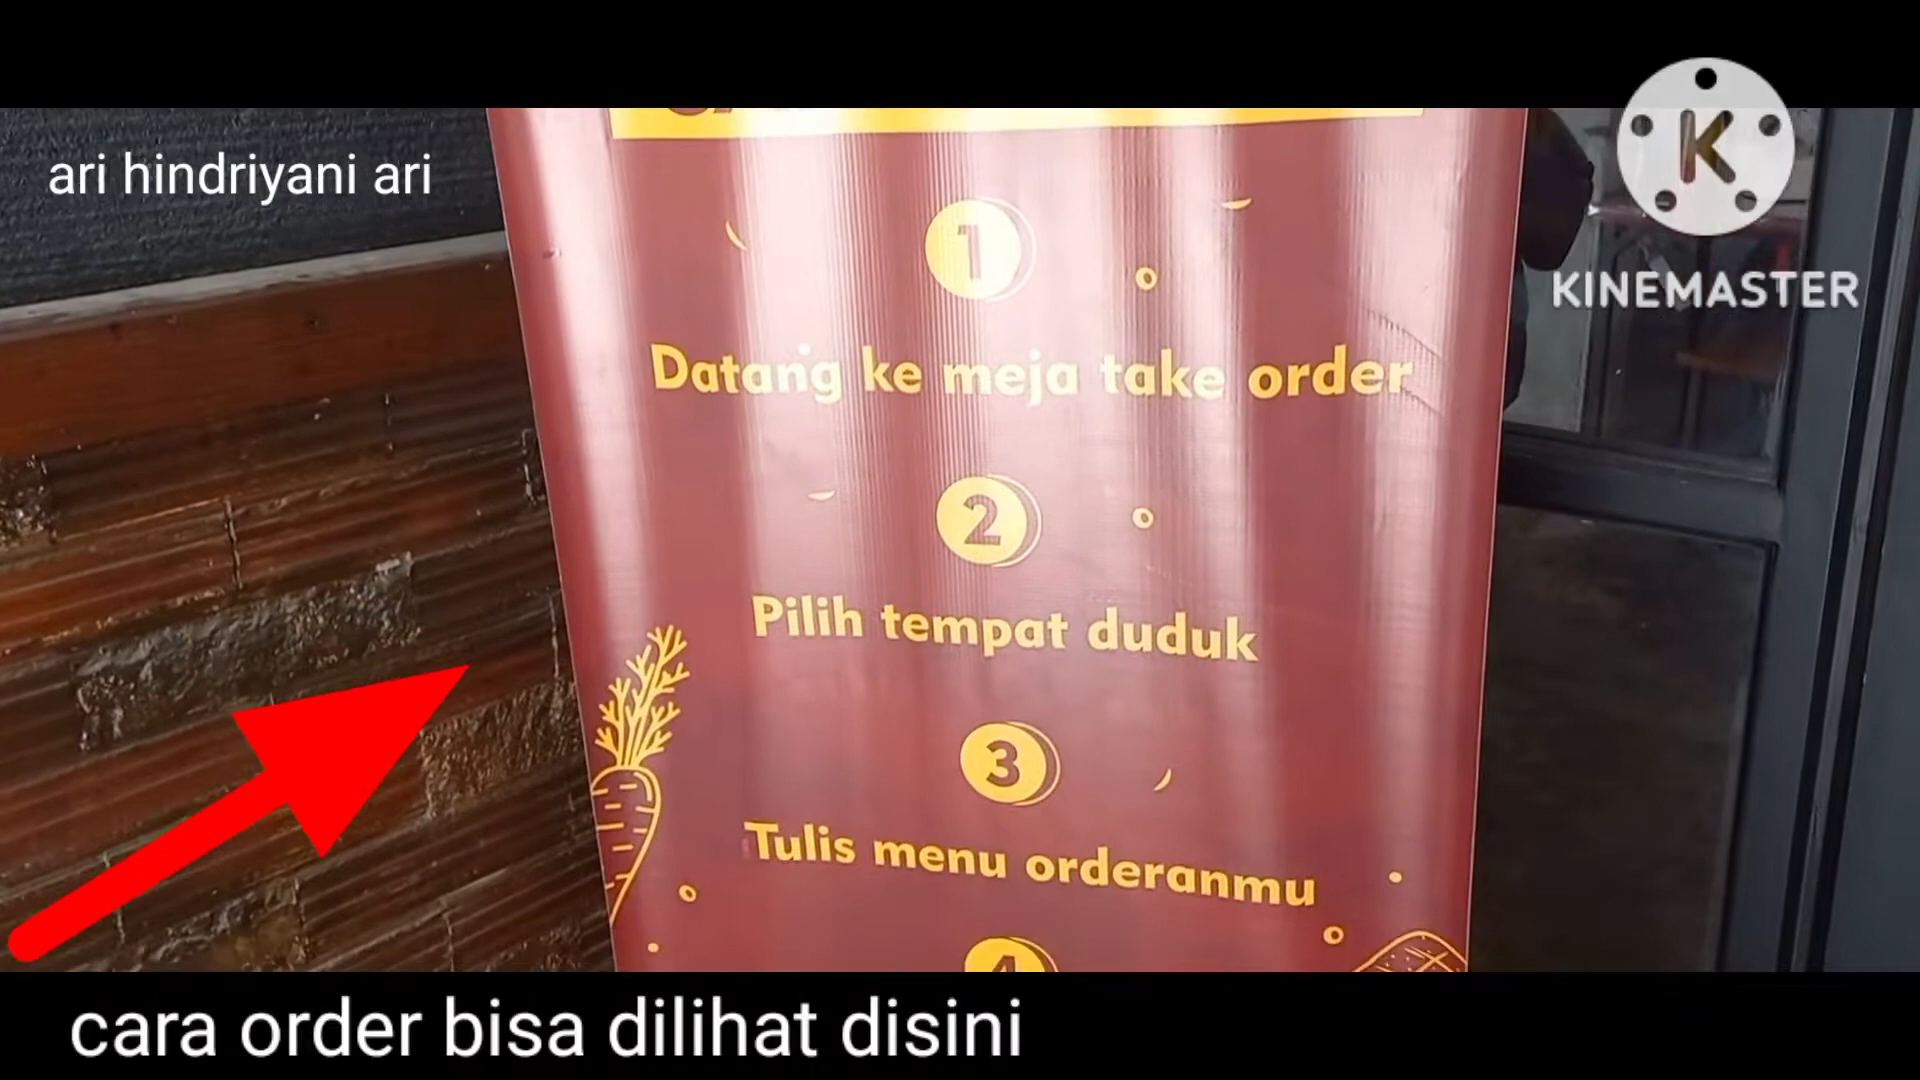 ari hindriyani ari
K
KINEMASTER
1
Datang ke meja take order
2
Pilih tempat duduk
3
Tulis menu orderanmu
4
cara order bisa dilihat disini